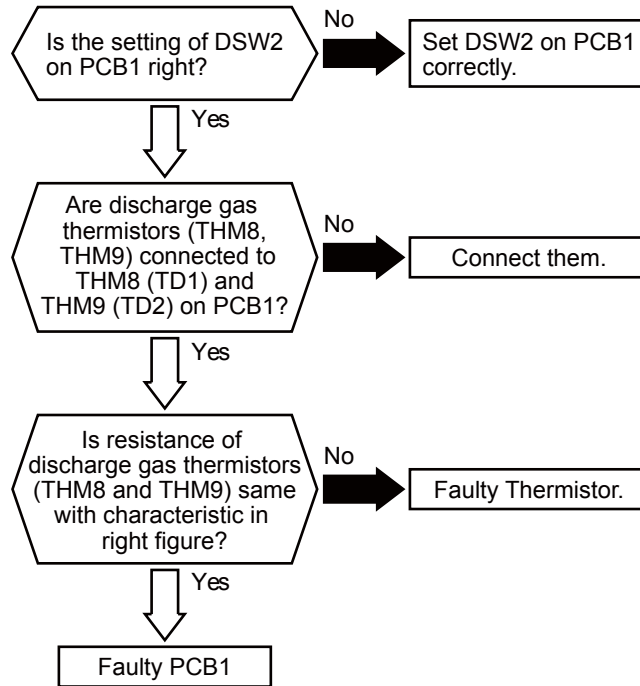 Is the setting of DSW2
on PCB1 right?
No
Set DSW2 on PCB1
correctly.
Yes
Are discharge gas
thermistors (THM8,
THM9) connected to
THM8 (TD1) and
THM9 (TD2) on PCB1?
No
Connect them.
Yes
Is resistance of
discharge gas thermistors
(THM8 and THM9) same
with characteristic in
right figure?
No
Faulty Thermistor.
Yes
Faulty PCB1